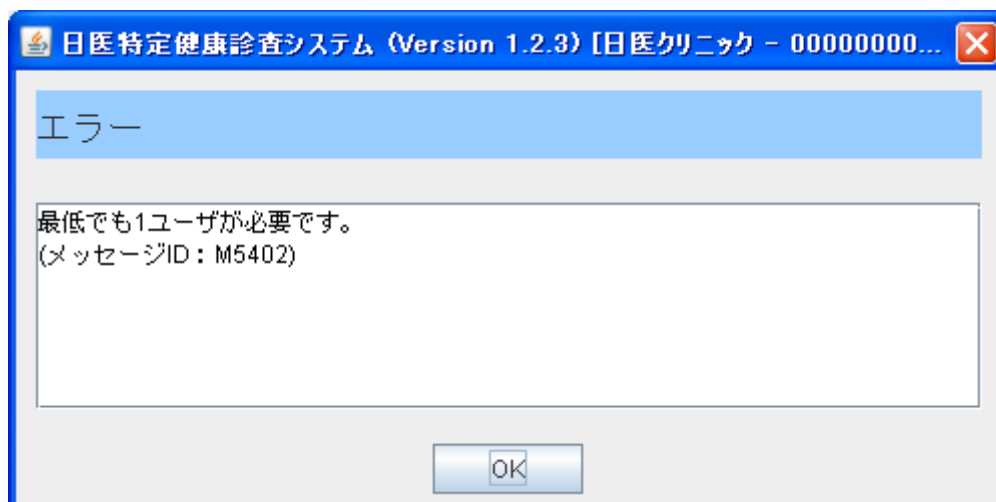 日医特定健康診査システム (Version 1.2.3) [日医クリニック - 00000000...
エラー
最低でも1ユーザが必要です。
(メッセージID：M5402)
OK